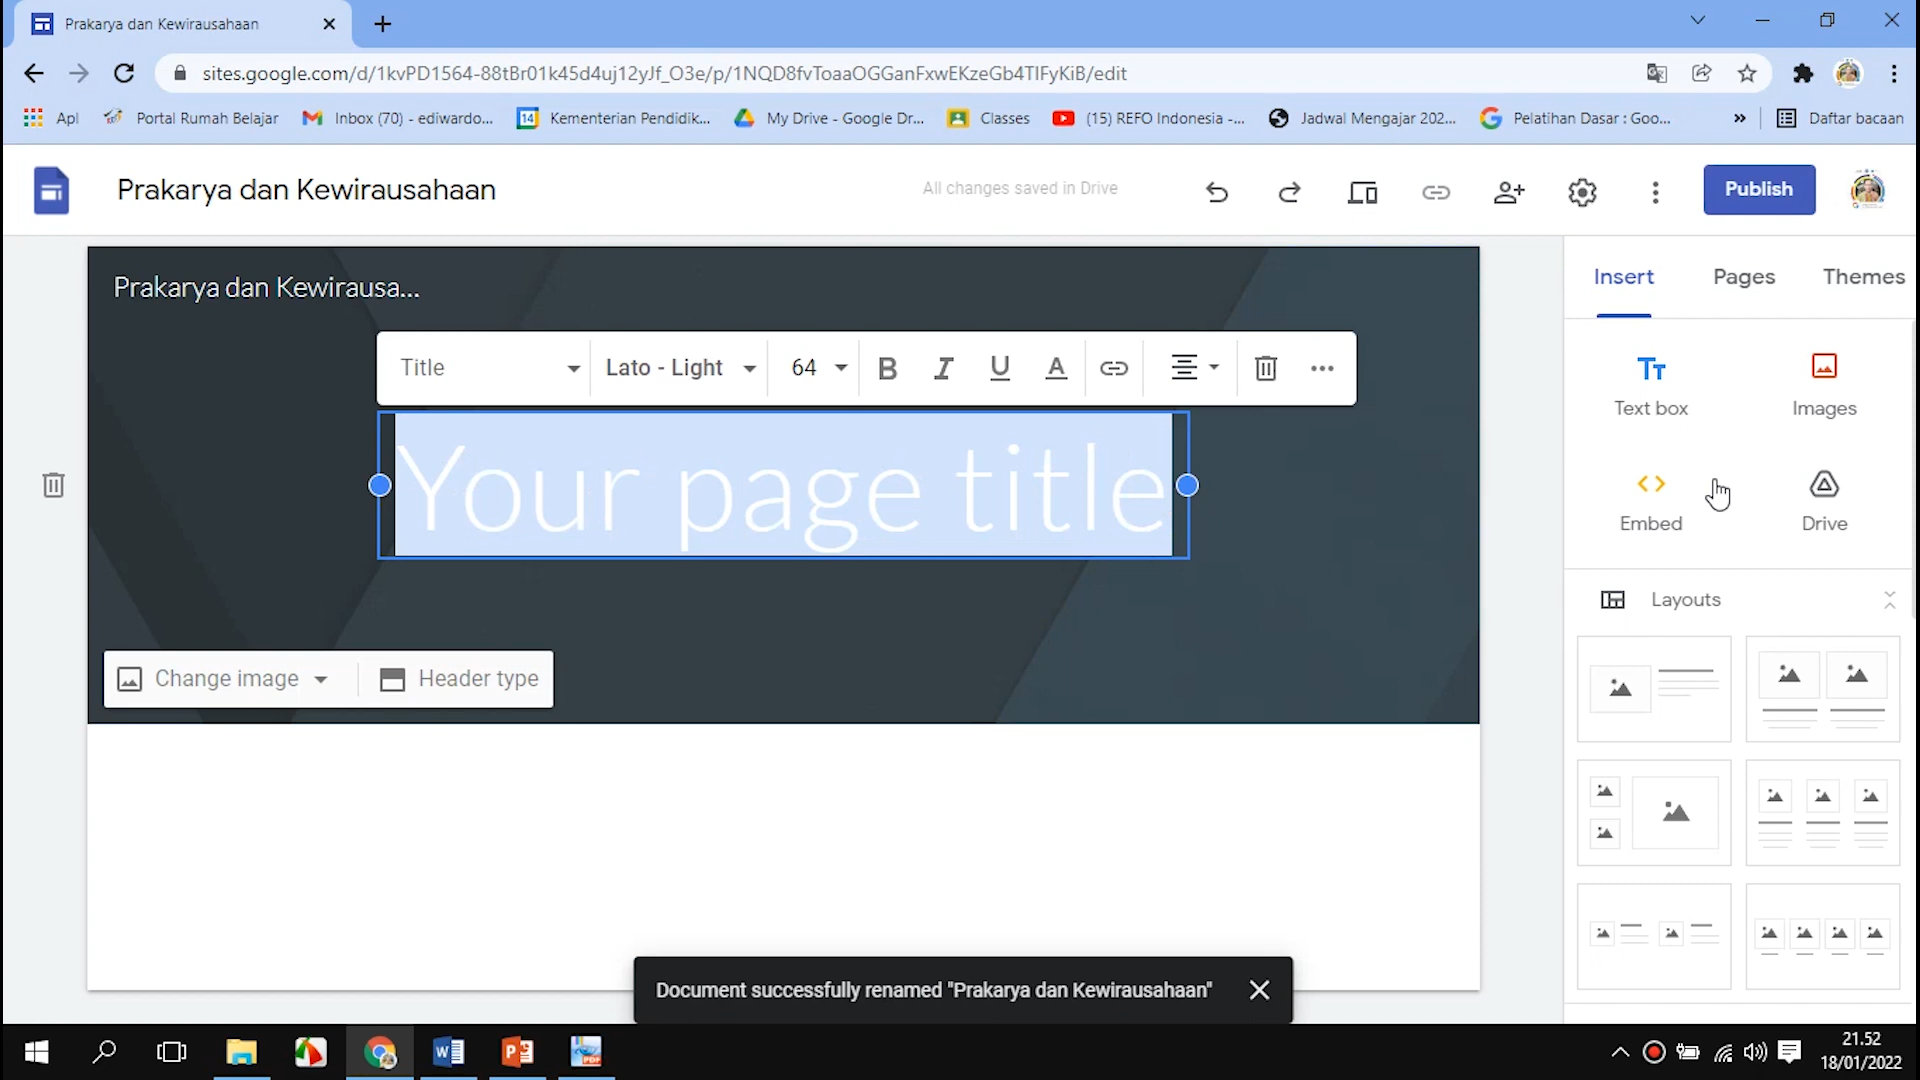 Prakarya dan Kewirausahaan
sites.google.com/d/1kvPD1564-88tBr01k45d4uj12yJf_O3e/p/1NQD8fvToaaOGGanFxwEKzeGb4TIFyKiB/edit
Apl Portal Rumah Belajar Inbox (70) - ediwardo... 14 Kementerian Pendidik... My Drive - Google Dr... Classes (15) REFO Indonesia -... Jadwal Mengajar 202... Pelatihan Dasar : Goo... » Daftar bacaan
Prakarya dan Kewirausahaan All changes saved in Drive Publish
Prakarya dan Kewirausa...
Insert Pages Themes
Title Lato - Light 64 B I U A
Your page title
Text box Images
Embed Drive
Layouts
Change image Header type
Document successfully renamed "Prakarya dan Kewirausahaan"
21.52
18/01/2022